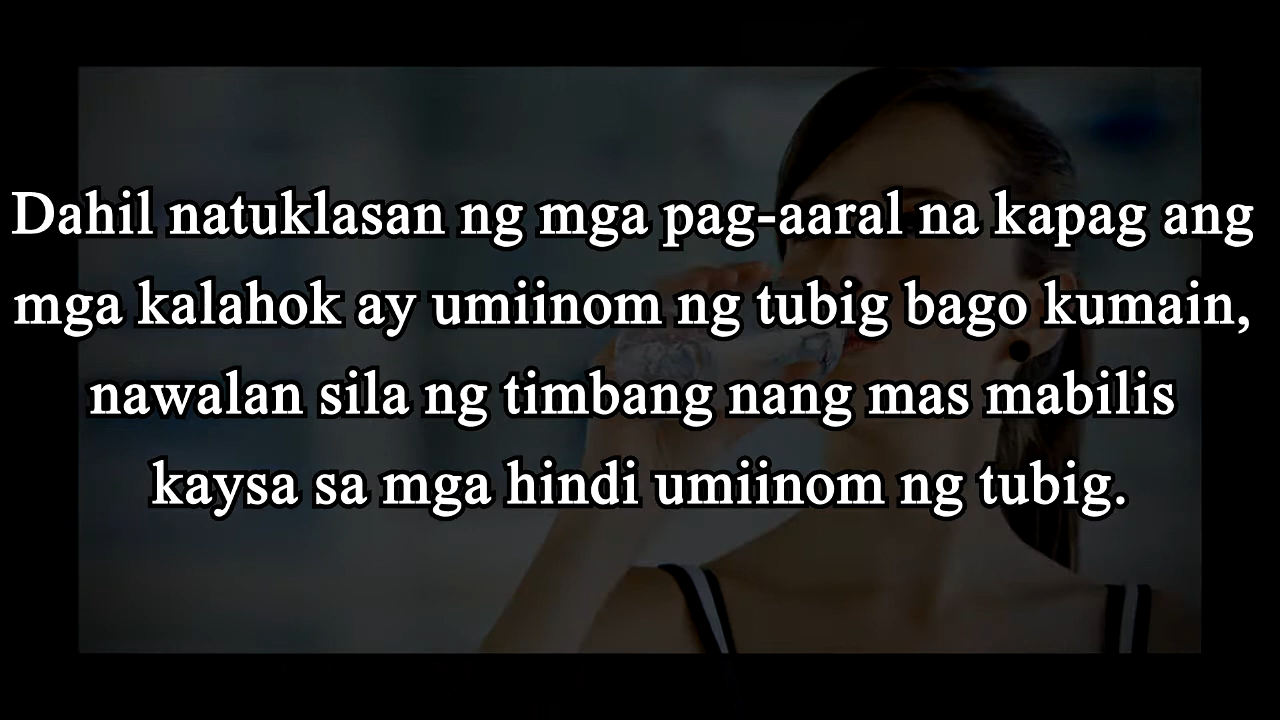 Dahil natuklasan ng mga pag-aaral na kapag ang
mga kalahok ay umiinom ng tubig bago kumain,
nawalan sila ng timbang nang mas mabilis
kaysa sa mga hindi umiinom ng tubig.